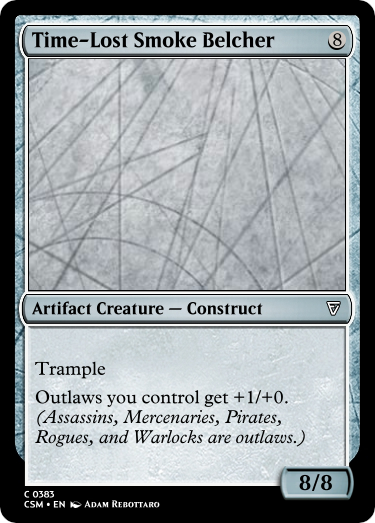 Time-Lost Smoke Belcher 8
Artifact Creature — Construct
Trample
Outlaws you control get +1/+0.
(Assassins, Mercenaries, Pirates,
Rogues, and Warlocks are outlaws.)
8/8
C 0383
CSM • EN Adam Rebottaro